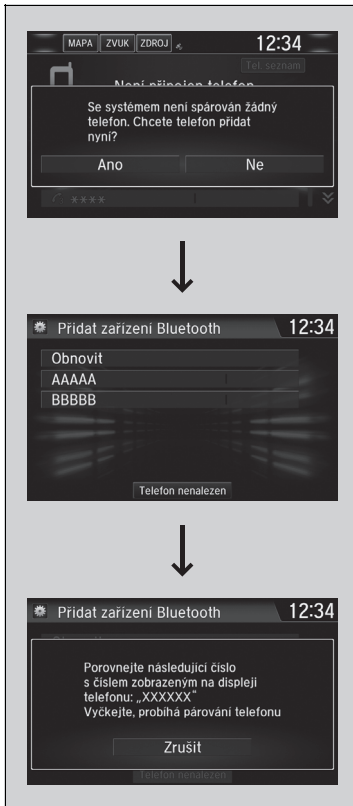 MAPA ZVUK ZDROJ 12:34
Tel. seznam
Není připojen telefon
Se systémem není spárován žádný
telefon. Chcete telefon přidat
nyní?
Ano Ne
****
Přidat zařízení Bluetooth 12:34
Obnovit
AAAAA
BBBBB
Telefon nenalezen
Přidat zařízení Bluetooth 12:34
Obnovit
Porovnejte následující číslo
s číslem zobrazeným na displeji
telefonu: „XXXXXX“
Vyčkejte, probíhá párování telefonu
Zrušit
Telefon nenalezen